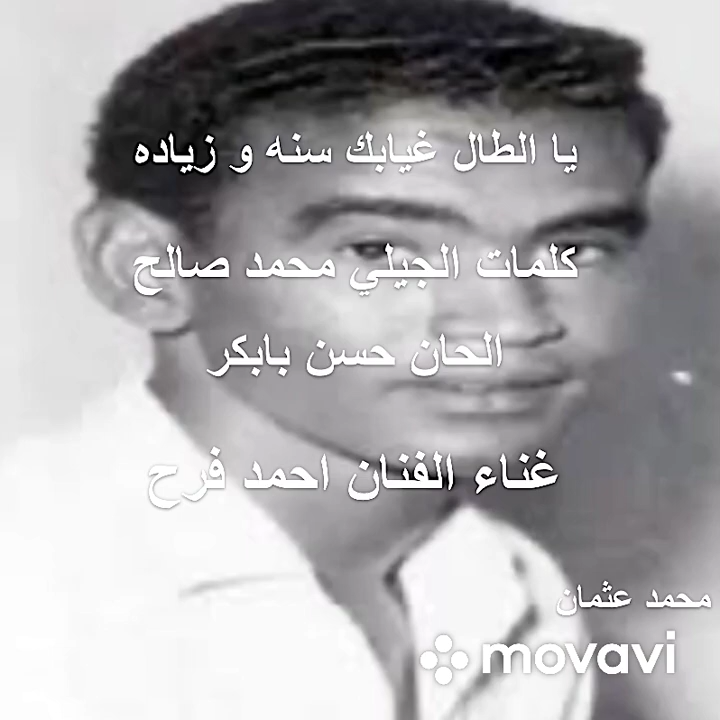 يا الطال غيابك سنه و زياده
كلمات الجيلي محمد صالح
الحان حسن بابكر
غناء الفنان احمد فرح
محمد عثمان
movavi